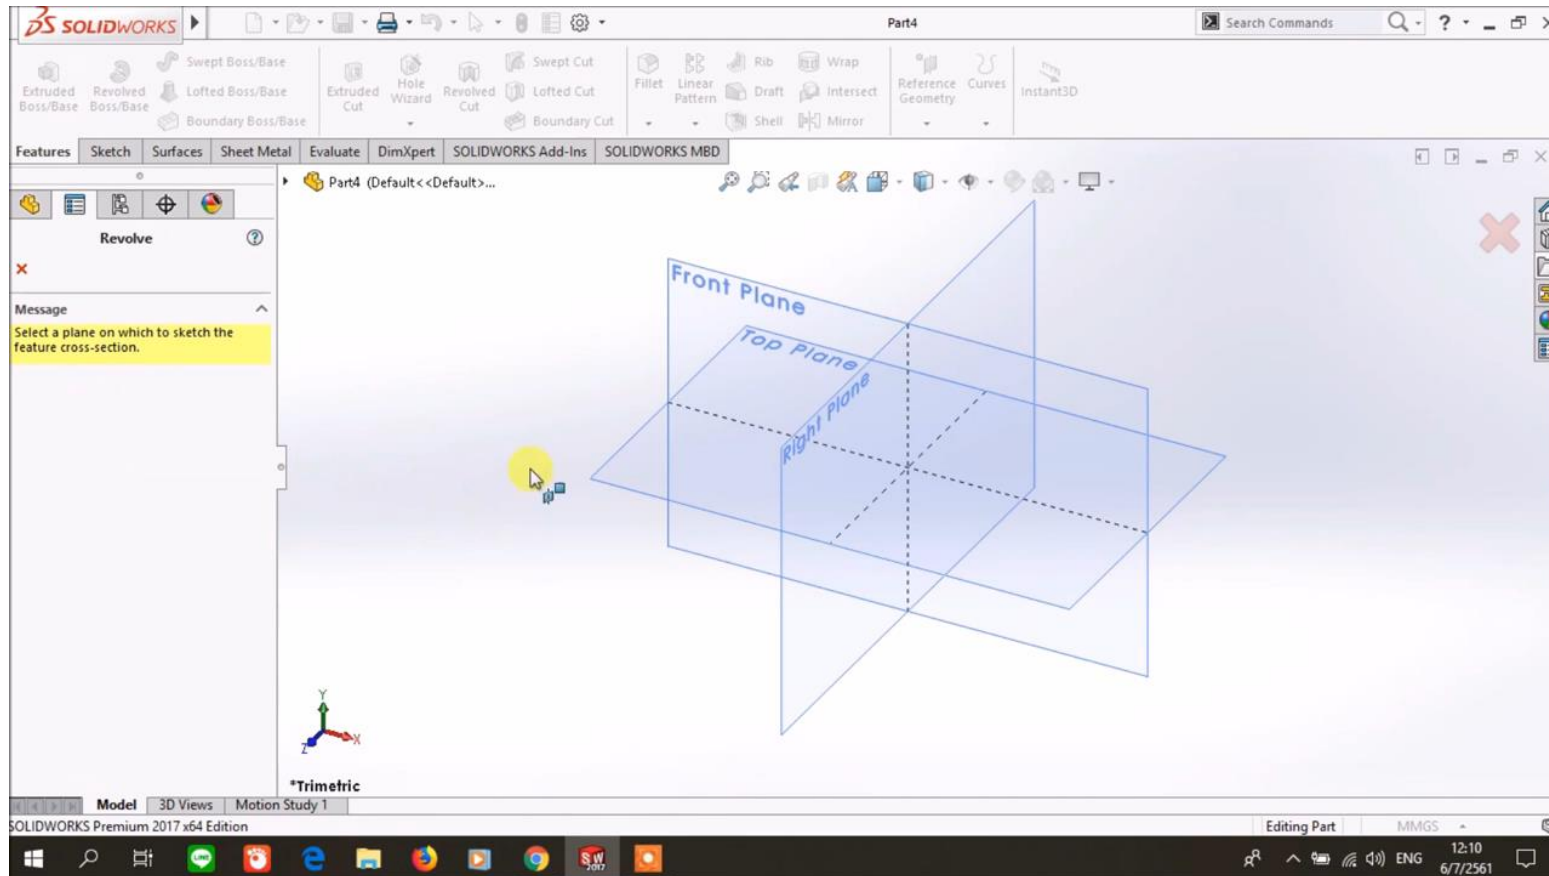 SOLIDWORKS
Part4
Search Commands
?
Extruded Boss/Base
Revolved Boss/Base
Swept Boss/Base
Lofted Boss/Base
Boundary Boss/Base
Extruded Cut
Hole Wizard
Revolved Cut
Swept Cut
Lofted Cut
Boundary Cut
Fillet
Linear Pattern
Rib
Draft
Shell
Wrap
Intersect
Mirror
Reference Geometry
Curves
Instant3D
Features
Sketch
Surfaces
Sheet Metal
Evaluate
DimXpert
SOLIDWORKS Add-Ins
SOLIDWORKS MBD
Part4 (Default<<Default>...
Revolve
?
Message
Select a plane on which to sketch the
feature cross-section.
Front Plane
Top Plane
Right Plane
Y
X
Z
*Trimetric
Model
3D Views
Motion Study 1
SOLIDWORKS Premium 2017 x64 Edition
Editing Part
MMGS
LINE
SW
2017
ENG
12:10
6/7/2561